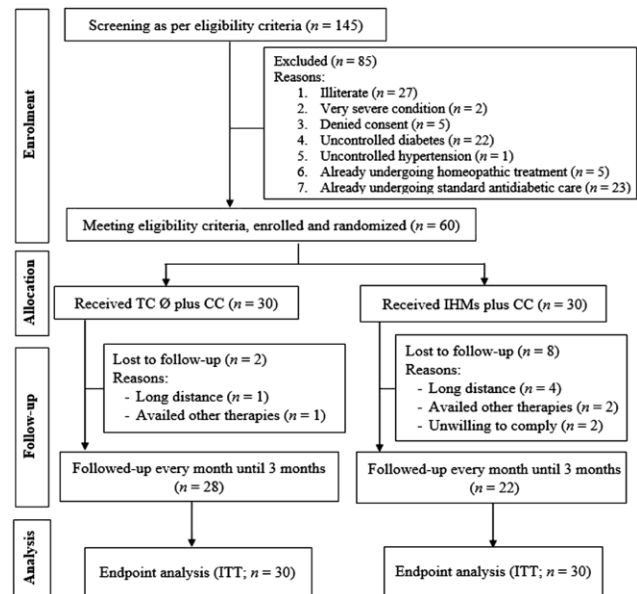 Enrolment
Screening as per eligibility criteria (n = 145)
Excluded (n = 85)
Reasons:
1. Illiterate (n = 27)
2. Very severe condition (n = 2)
3. Denied consent (n = 5)
4. Uncontrolled diabetes (n = 22)
5. Uncontrolled hypertension (n = 1)
6. Already undergoing homeopathic treatment (n = 5)
7. Already undergoing standard antidiabetic care (n = 23)
Meeting eligibility criteria, enrolled and randomized (n = 60)
Allocation
Received TC Ø plus CC (n = 30)
Received IHMs plus CC (n = 30)
Follow-up
Lost to follow-up (n = 2)
Reasons:
- Long distance (n = 1)
- Availed other therapies (n = 1)
Lost to follow-up (n = 8)
Reasons:
- Long distance (n = 4)
- Availed other therapies (n = 2)
- Unwilling to comply (n = 2)
Followed-up every month until 3 months
(n = 28)
Followed-up every month until 3 months
(n = 22)
Analysis
Endpoint analysis (ITT; n = 30)
Endpoint analysis (ITT; n = 30)